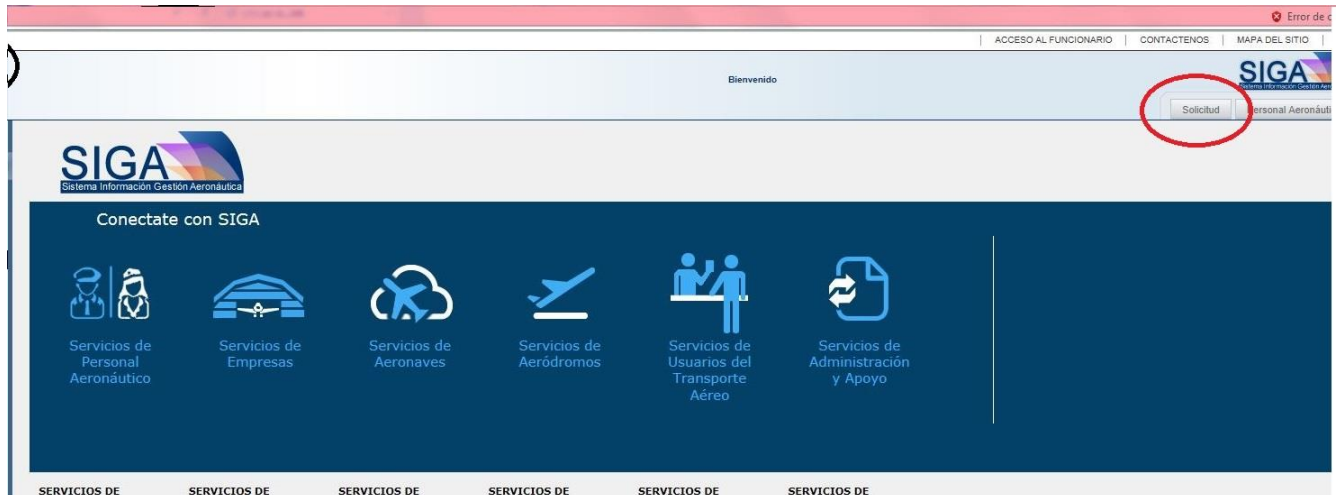 Error de
ACCESO AL FUNCIONARIO | CONTACTENOS | MAPA DEL SITIO |
Bienvenido
SIGA
Solicitud
SIGA
Sistema Información Gestión Aeronáutica
Conectate con SIGA
Servicios de
Personal
Aeronáutico
Servicios de
Empresas
Servicios de
Aeronaves
Servicios de
Aeródromos
Servicios de
Usuarios del
Transporte
Aéreo
Servicios de
Administración
y Apoyo
SERVICIOS DE
SERVICIOS DE
SERVICIOS DE
SERVICIOS DE
SERVICIOS DE
SERVICIOS DE